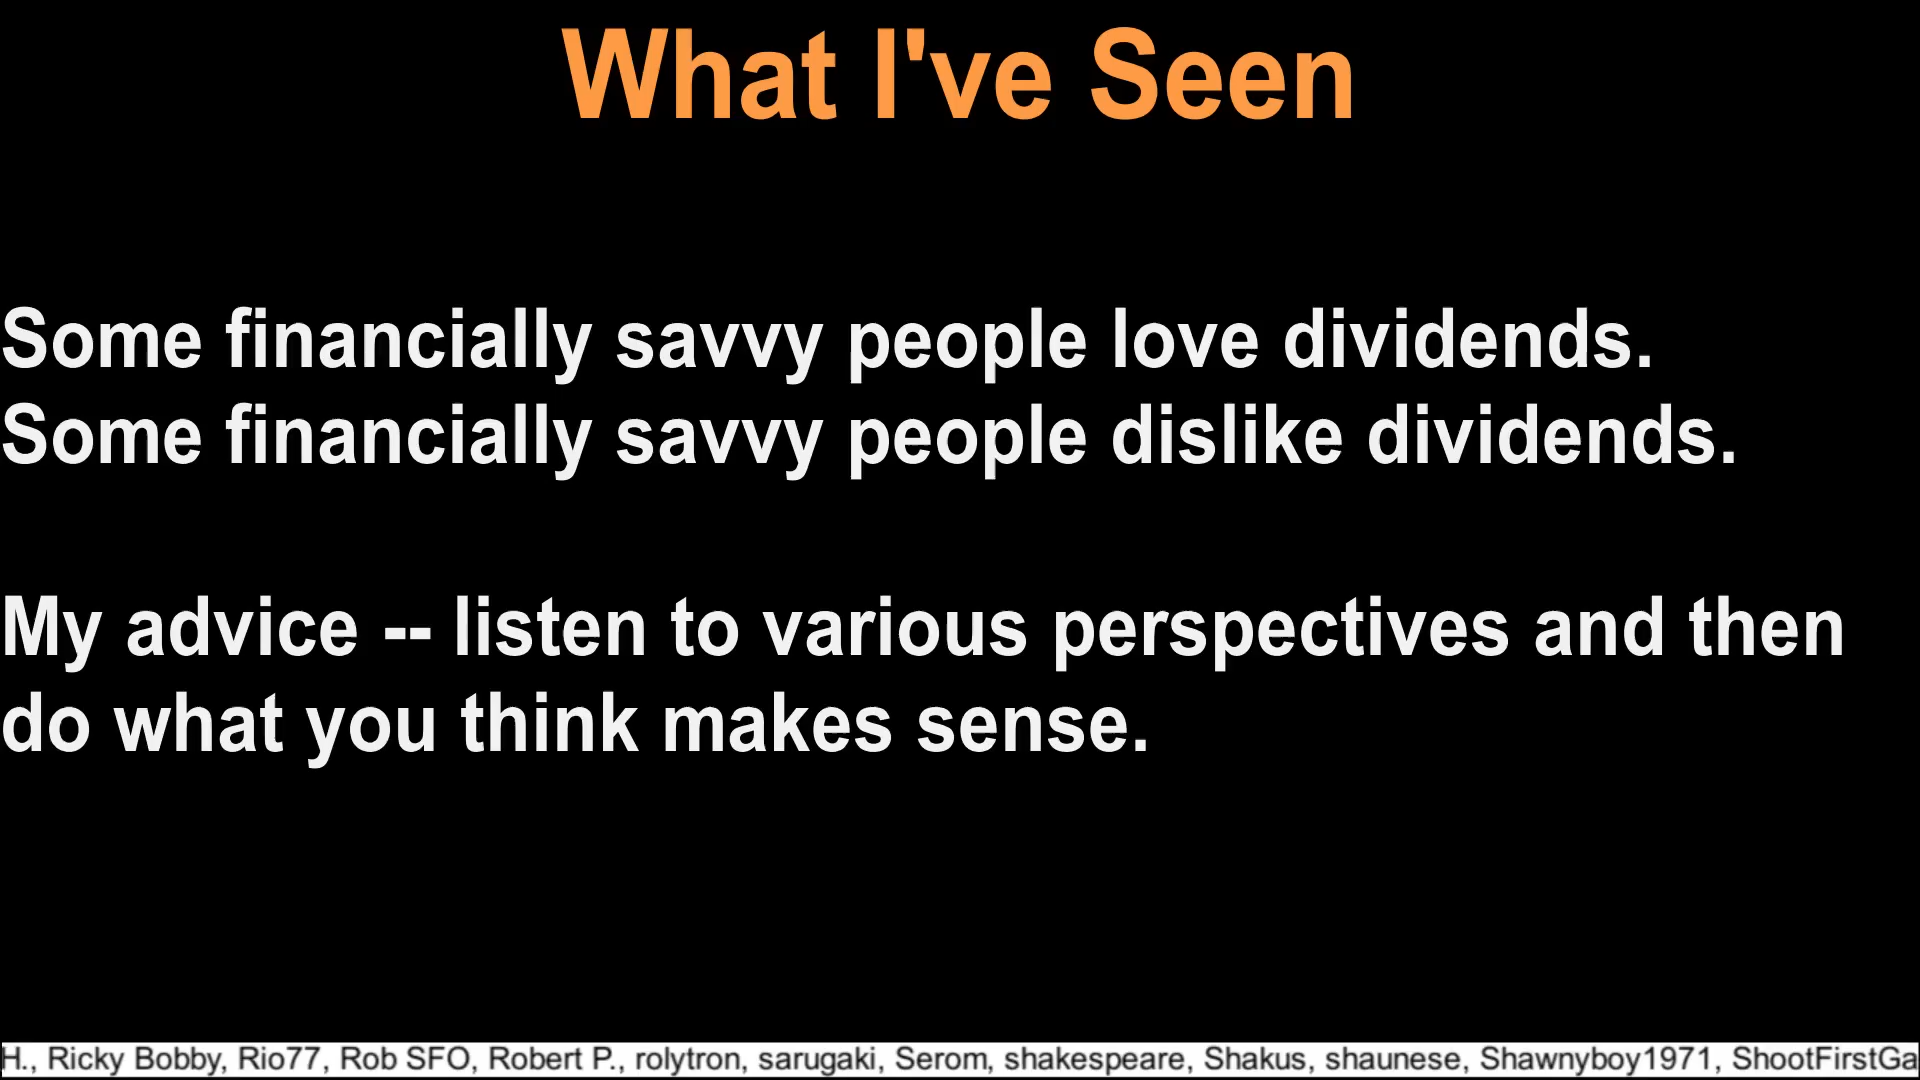 What I've Seen
Some financially savvy people love dividends.
Some financially savvy people dislike dividends.
My advice -- listen to various perspectives and then
do what you think makes sense.
H., Ricky Bobby, Rio77, Rob SFO, Robert P., rolytron, sarugaki, Serom, shakespeare, Shakus, shaunese, Shawnyboy1971, ShootFirstGa